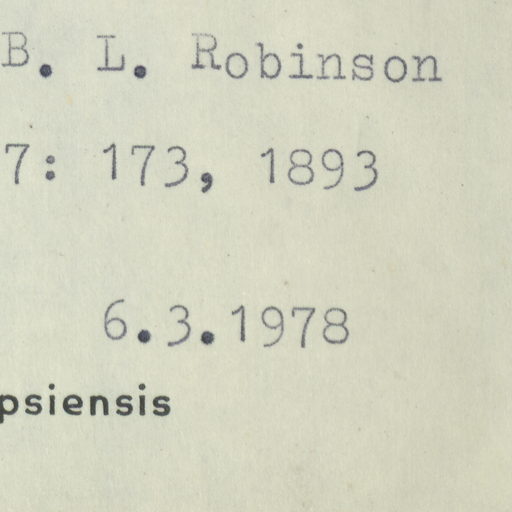 B. L. Robinson
7: 173, 1893
6.3.1978
psiensis